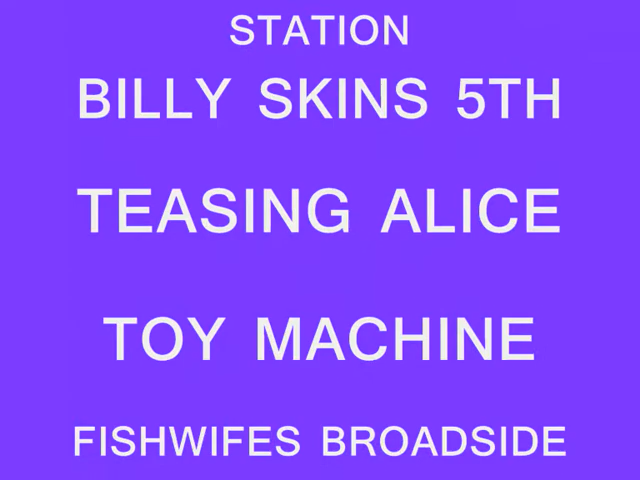 STATION
BILLY SKINS 5TH
TEASING ALICE
TOY MACHINE
FISHWIFES BROADSIDE